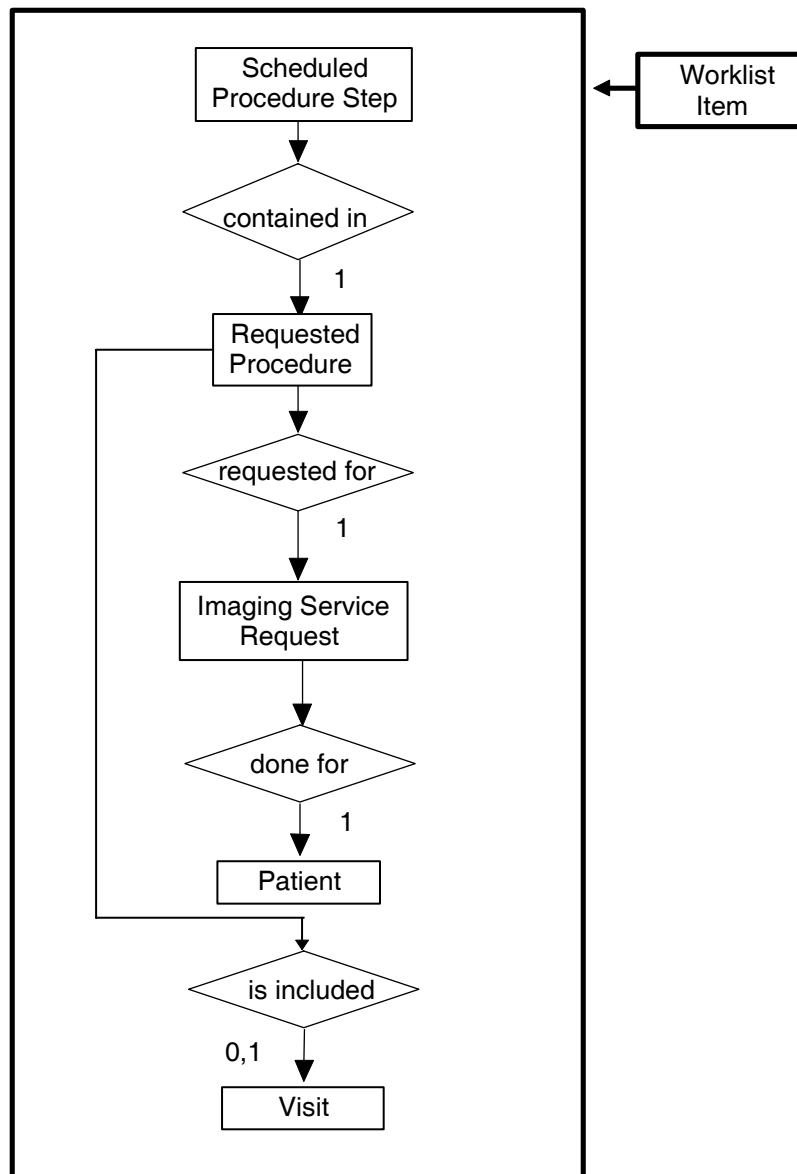 Scheduled
Procedure Step
Worklist
Item
contained in
1
Requested
Procedure
requested for
1
Imaging Service
Request
done for
1
Patient
is included
0,1
Visit